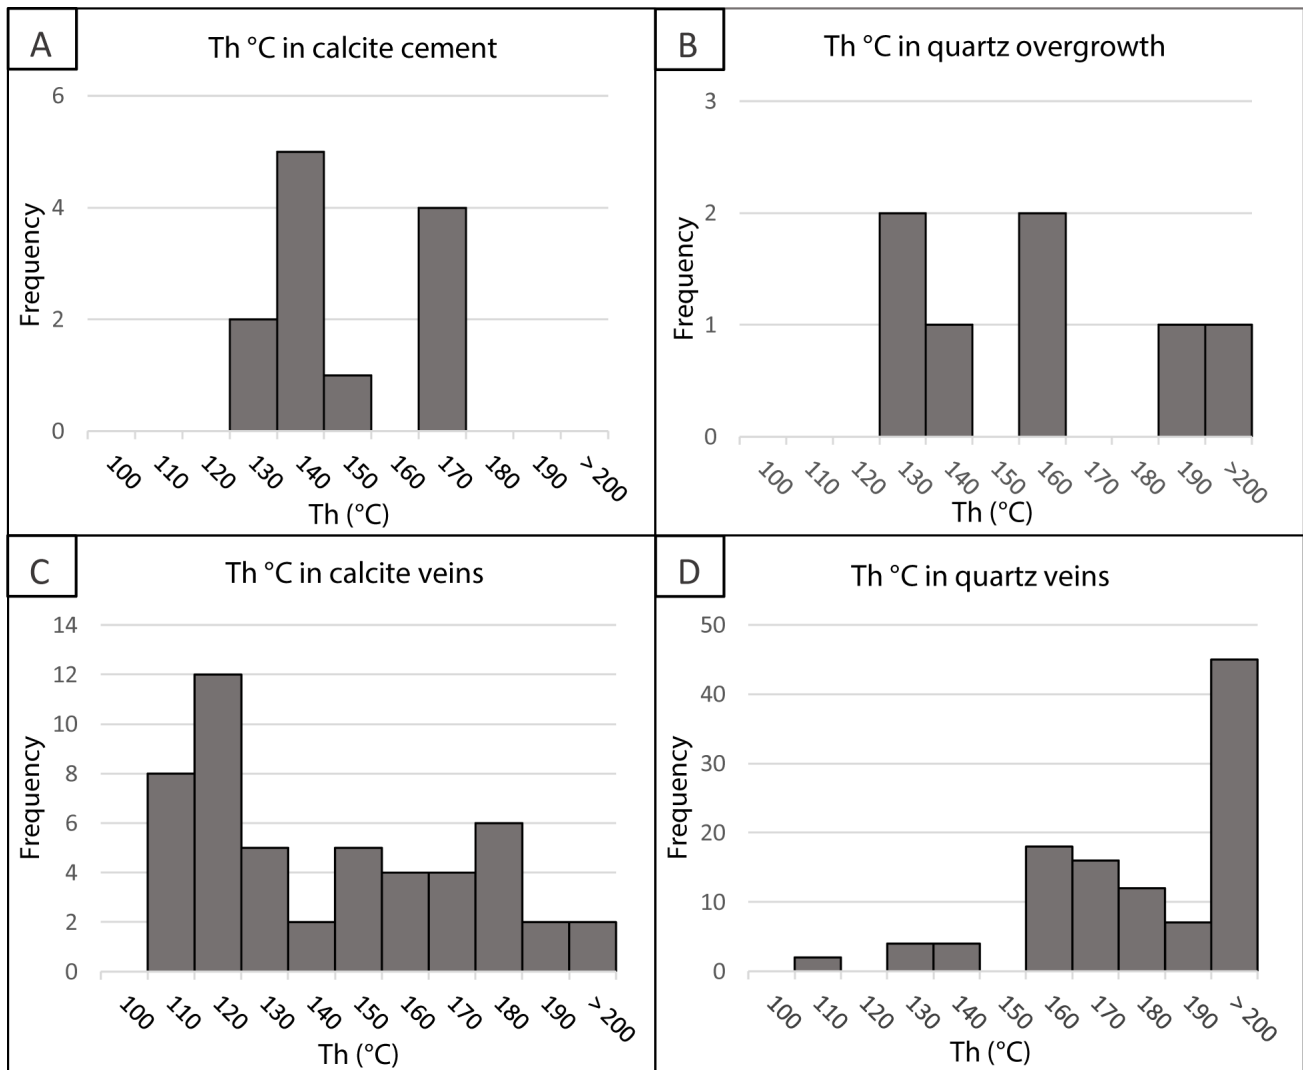 A
Th °C in calcite cement
6
4
2
0
Frequency
100 110 120 130 140 150 160 170 180 190 > 200
Th (°C)
B
Th °C in quartz overgrowth
3
2
1
0
Frequency
100 110 120 130 140 150 160 170 180 190 >200
Th (°C)
C
Th °C in calcite veins
14
12
10
8
6
4
2
0
Frequency
100 110 120 130 140 150 160 170 180 190 > 200
Th (°C)
D
Th °C in quartz veins
50
40
30
20
10
0
Frequency
100 110 120 130 140 150 160 170 180 190 > 200
Th (°C)